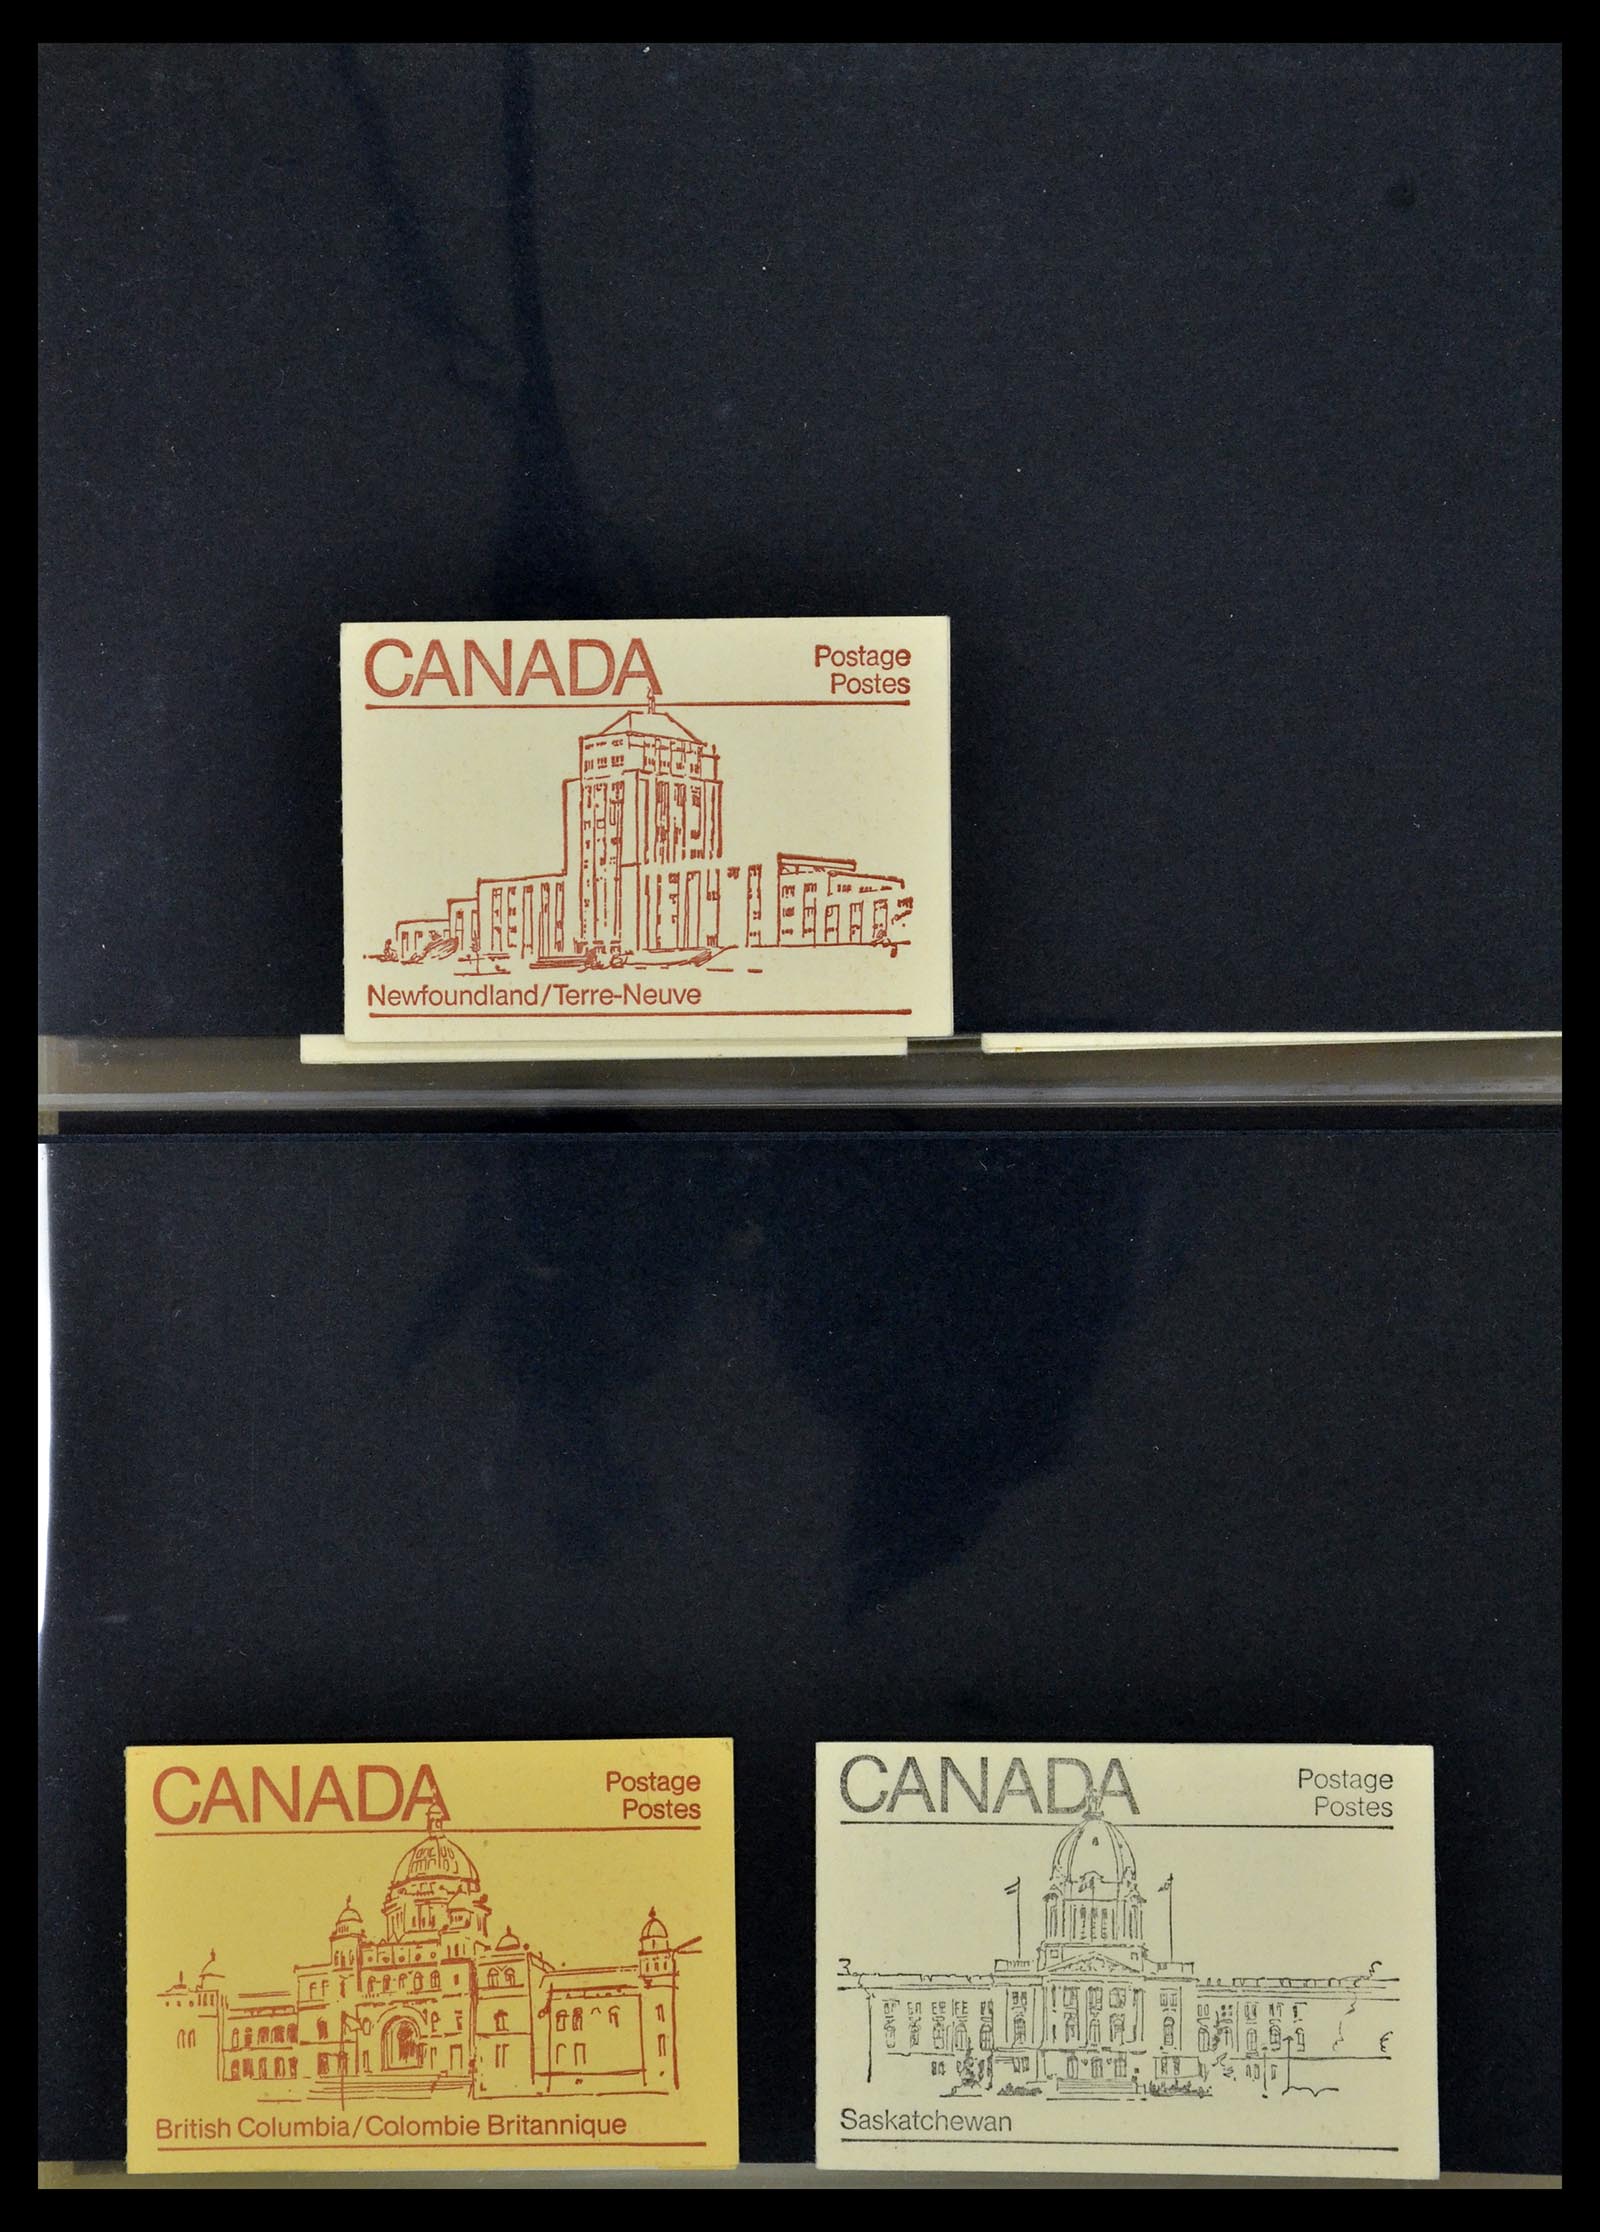 CANADA
Postage
Postes
Newfoundland/Terre-Neuve
CANADA
Postage
Postes
British Columbia/Colombie Britannique
CANADA
Postage
Postes
Saskatchewan